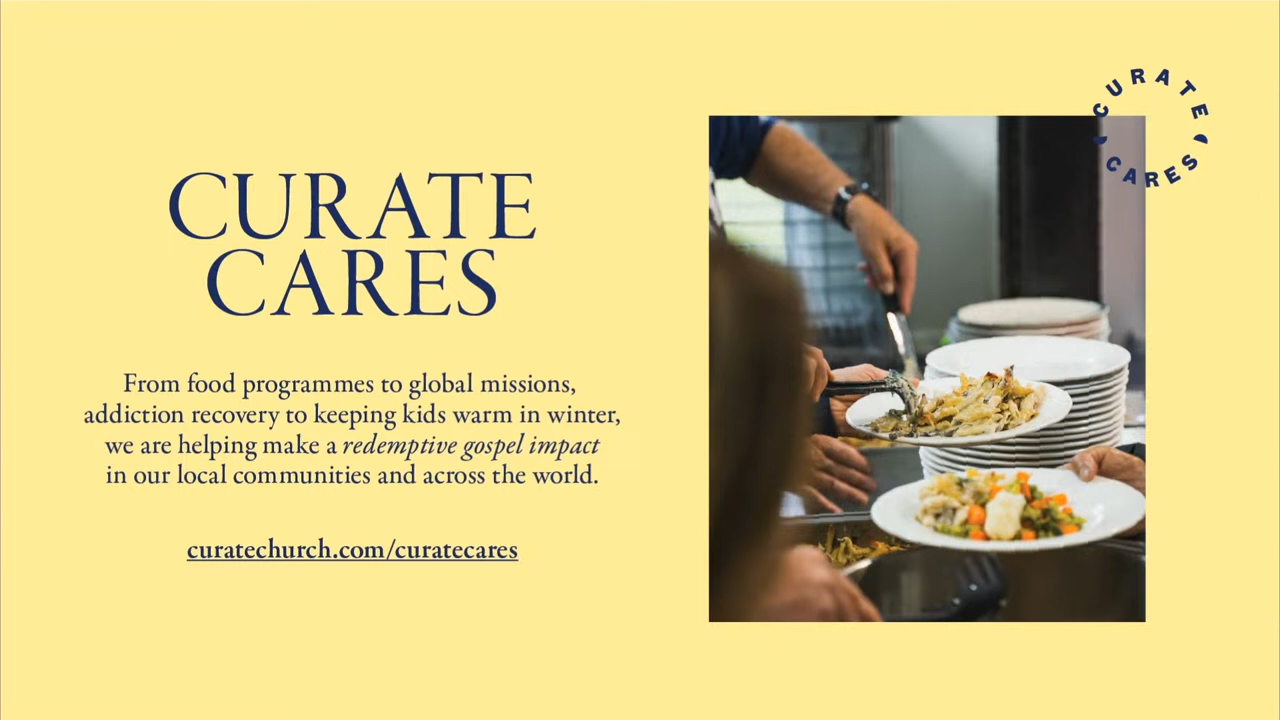 CURATE
CARES
From food programmes to global missions,
addiction recovery to keeping kids warm in winter,
we are helping make a redemptive gospel impact
in our local communities and across the world.
curatechurch.com/curatecares
CURATE
CARES